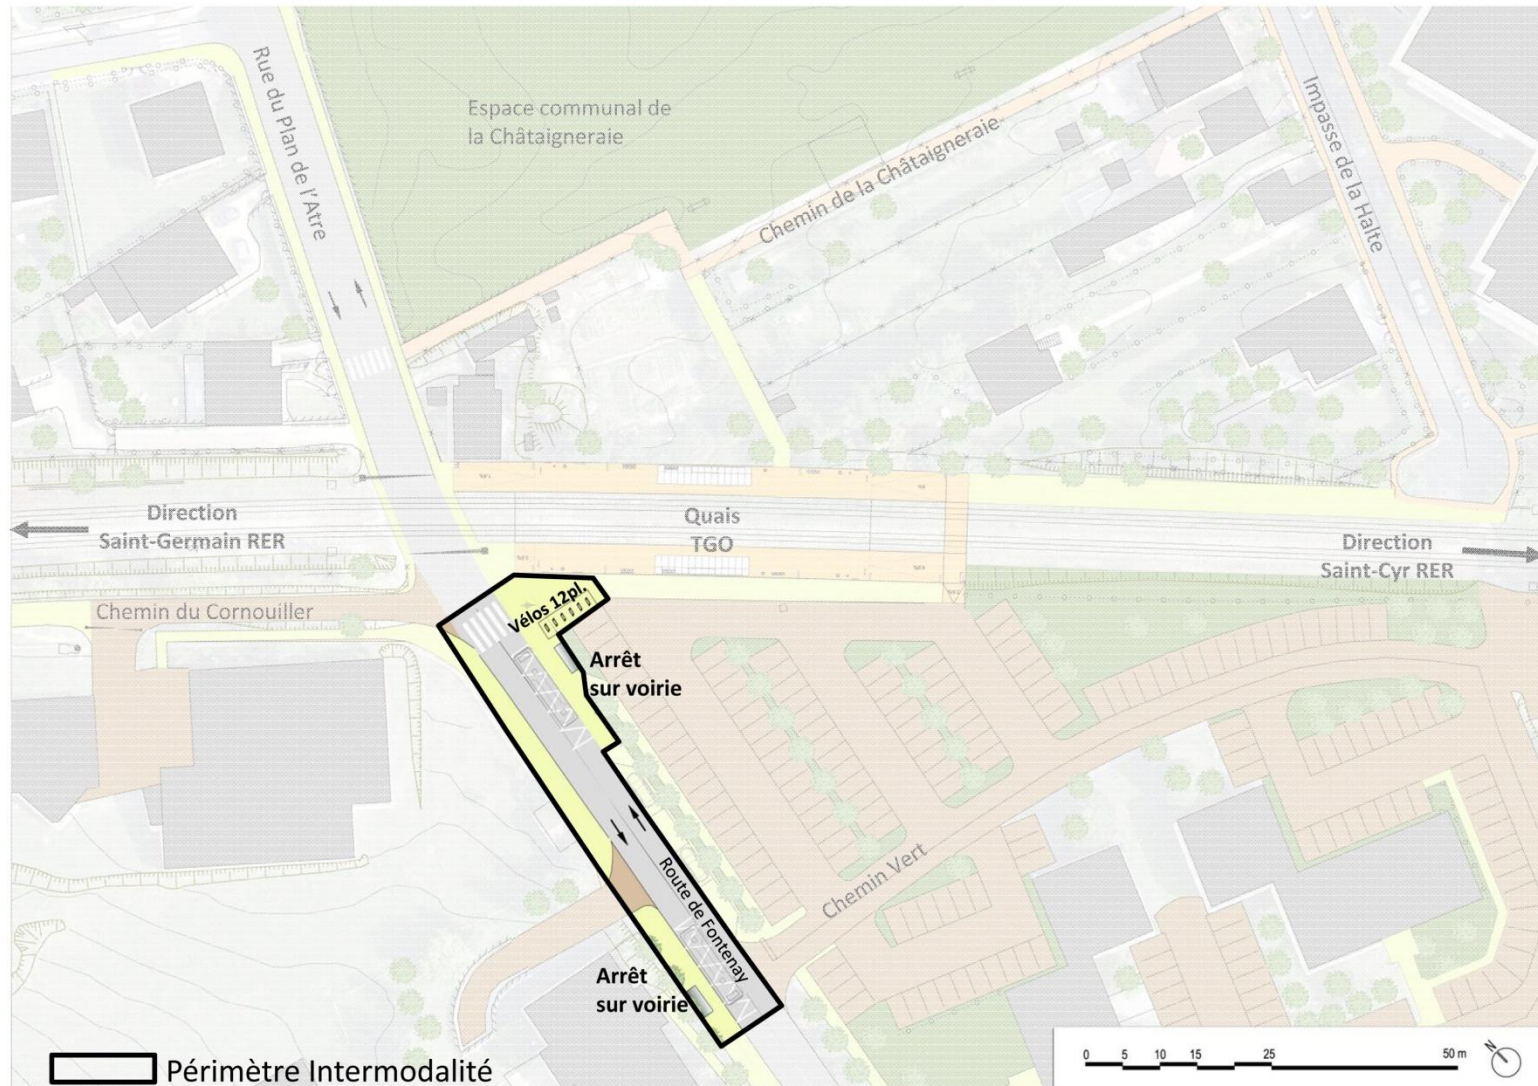 Rue du Plan de l'Atre
Espace communal de
la Châtaigneraie
Chemin de la Châtaigneraie
Impasse de la Halte
Direction
Saint-Germain RER
Quais
TGO
Direction
Saint-Cyr RER
Chemin du Cornouiller
Vélos 12pl.
Arrêt
sur voirie
Route de Fontenay
Chemin Vert
Arrêt
sur voirie
Périmètre Intermodalité
0 5 10 15 25 50 m
N